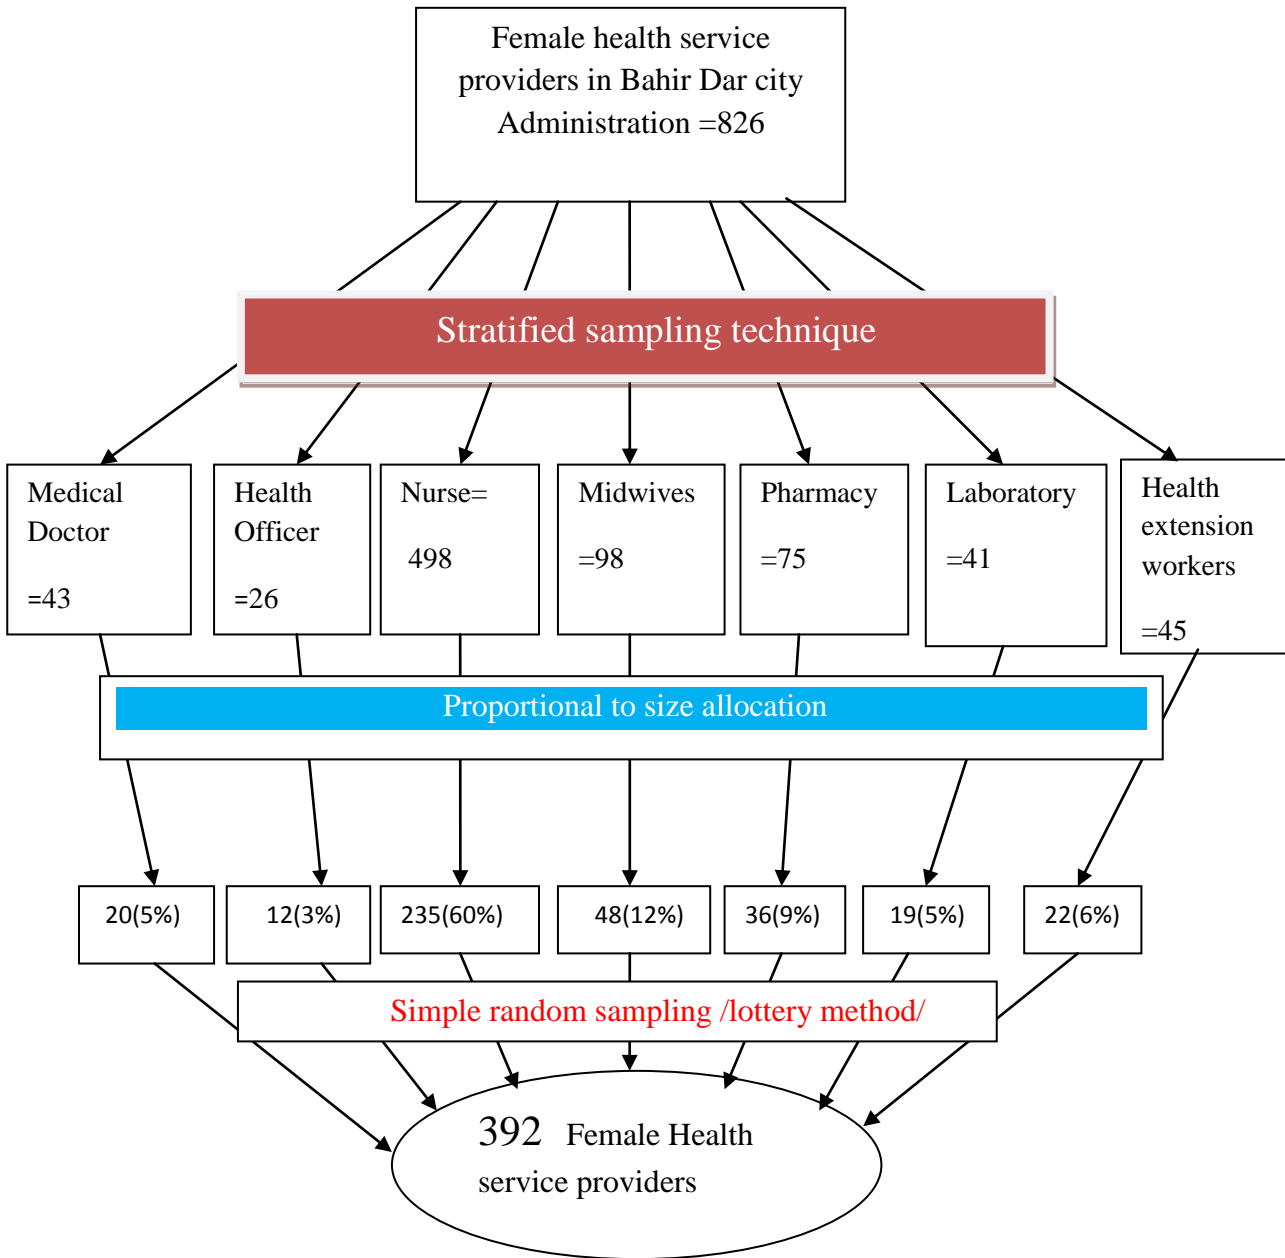 Female health service
providers in Bahir Dar city
Administration =826
Stratified sampling technique
Medical
Doctor
=43
Health
Officer
=26
Nurse=
498
Midwives
=98
Pharmacy
=75
Laboratory
=41
Health
extension
workers
=45
Proportional to size allocation
20(5%)
12(3%)
235(60%)
48(12%)
36(9%)
19(5%)
22(6%)
Simple random sampling /lottery method/
392 Female Health
service providers